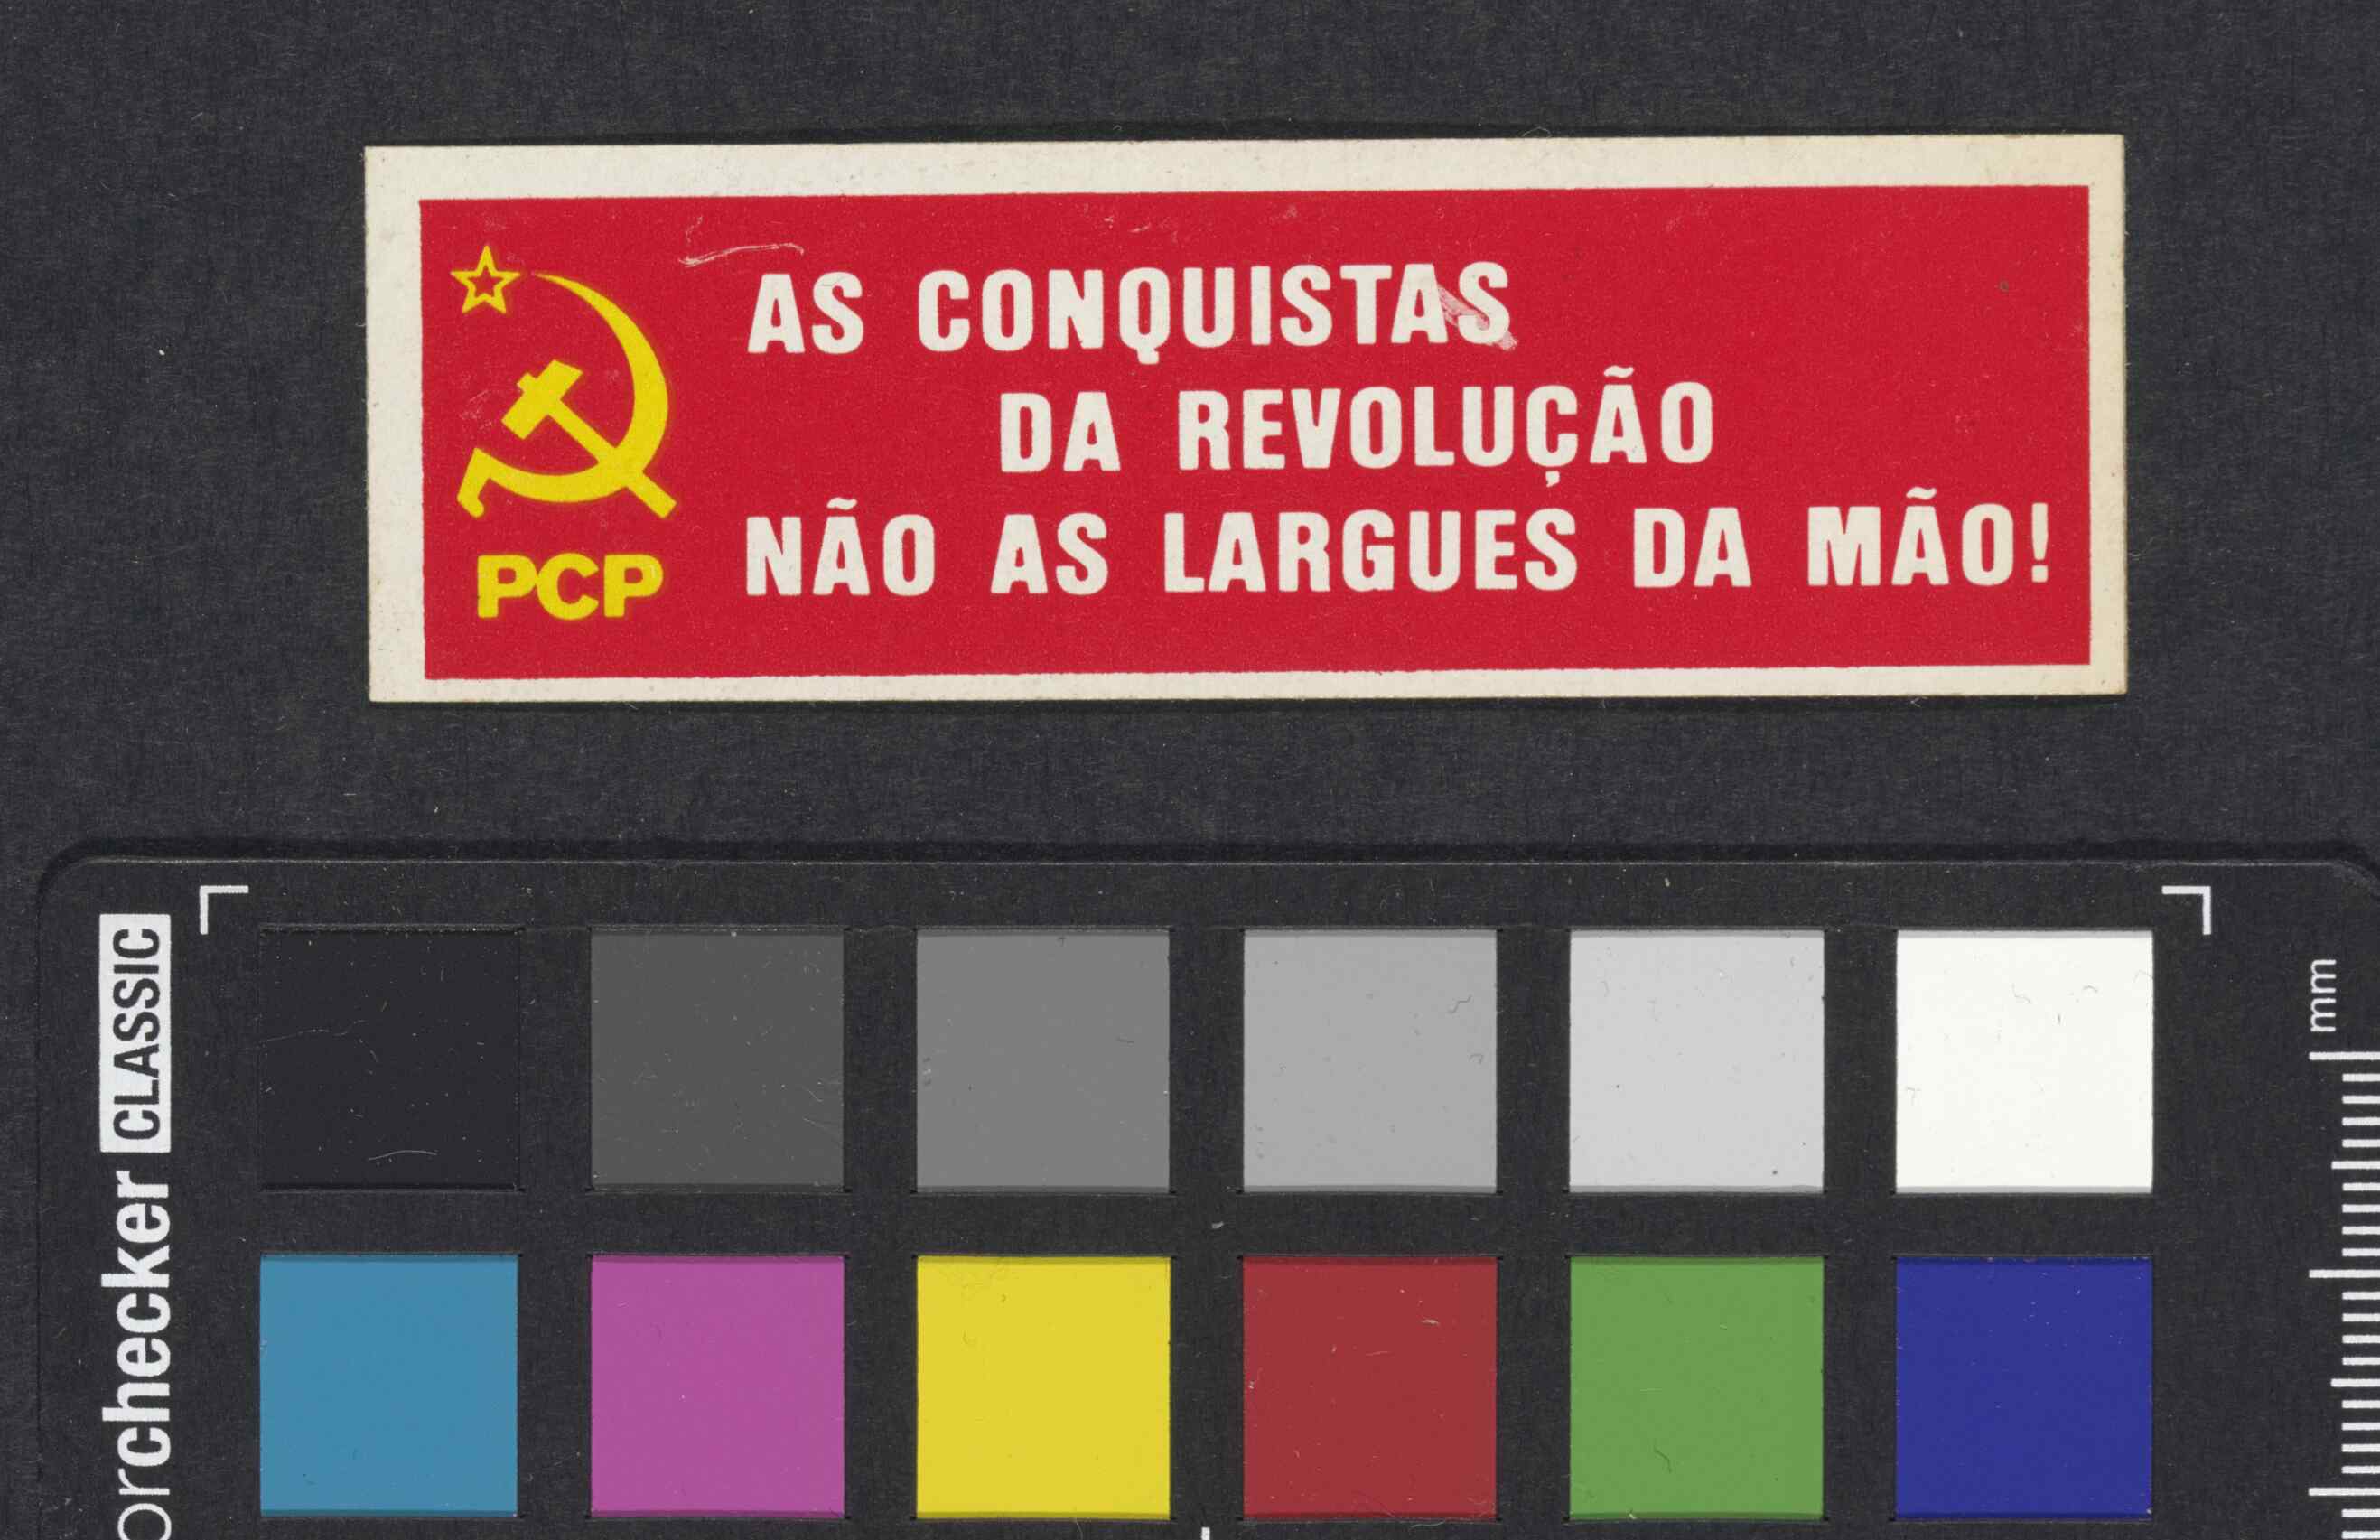 AS CONQUISTAS
DA REVOLUÇÃO
NÃO AS LARGUES DA MÃO!
PCP
orchecker CLASSIC
mm